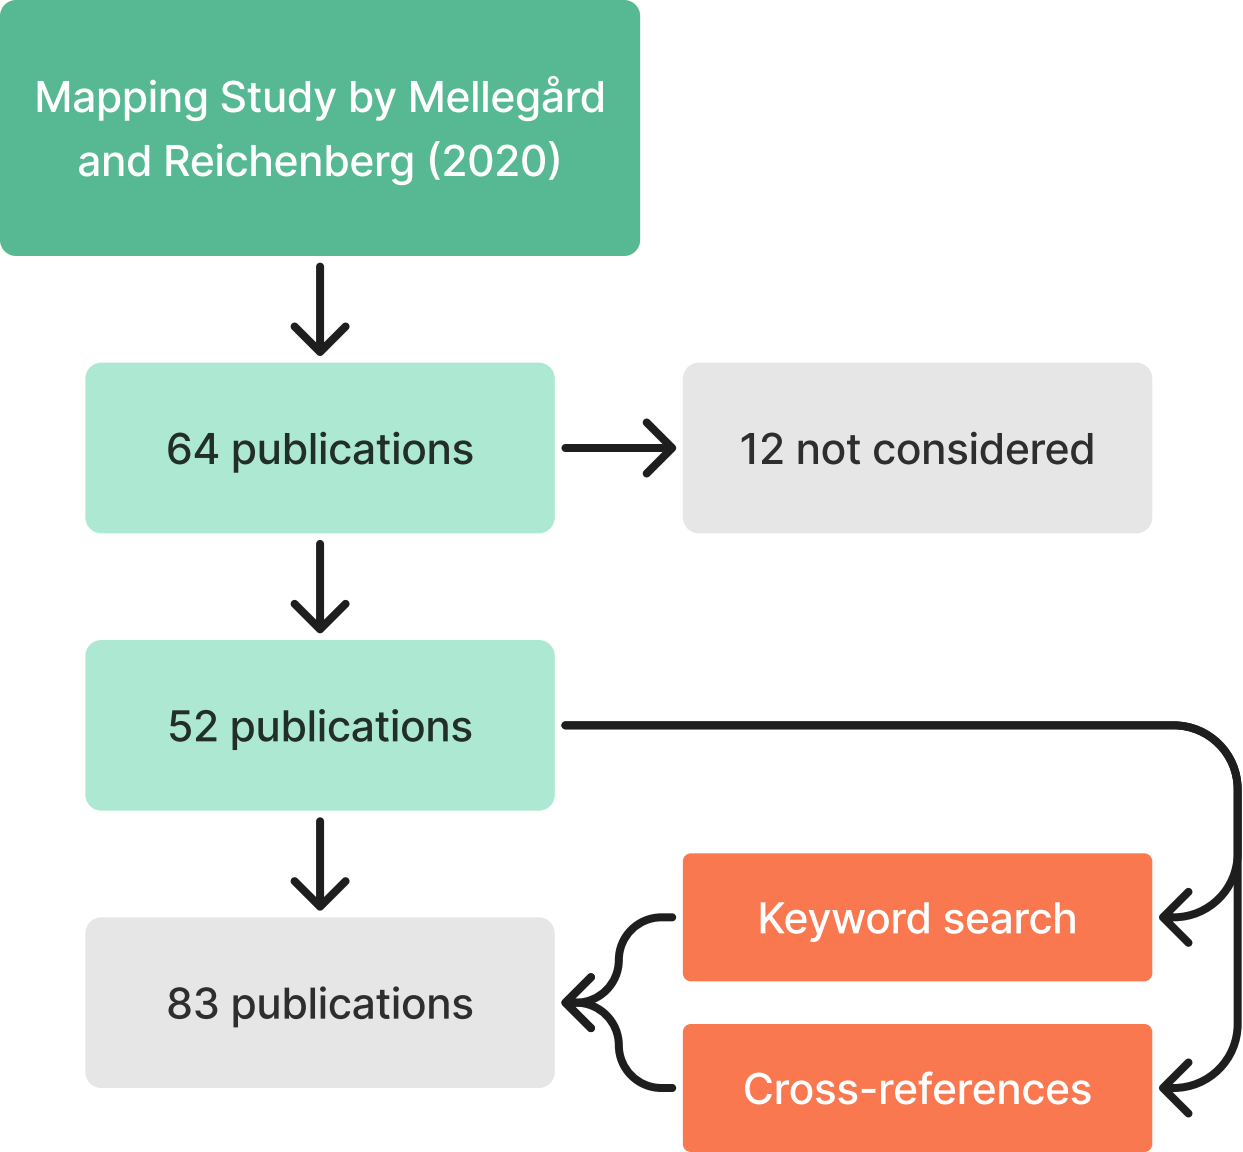 Mapping Study by Mellegård
and Reichenberg (2020)
64 publications
12 not considered
52 publications
83 publications
Keyword search
Cross-references